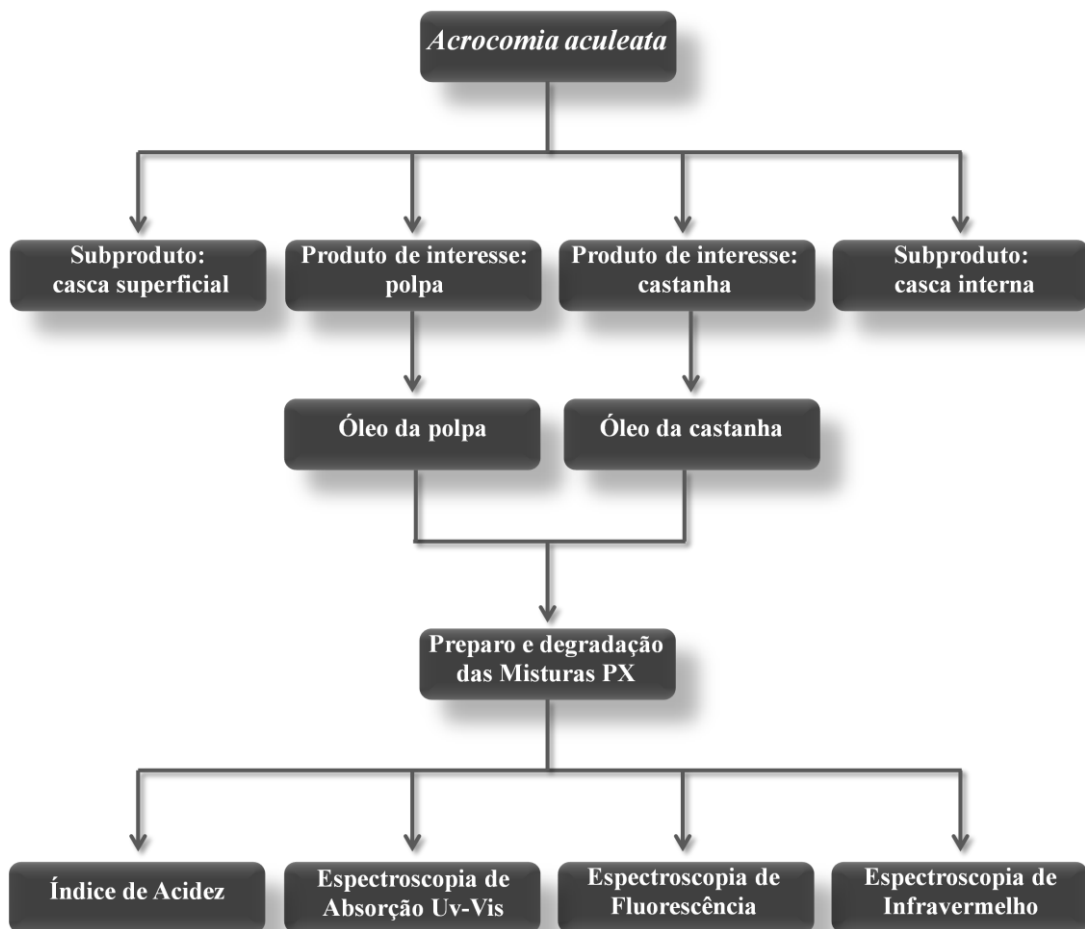 Acrocomia aculeata
Subproduto:
casca superficial
Produto de interesse:
polpa
Produto de interesse:
castanha
Subproduto:
casca interna
Óleo da polpa
Óleo da castanha
Preparo e degradação
das Misturas PX
Índice de Acidez
Espectroscopia de
Absorção Uv-Vis
Espectroscopia de
Fluorescência
Espectroscopia de
Infravermelho